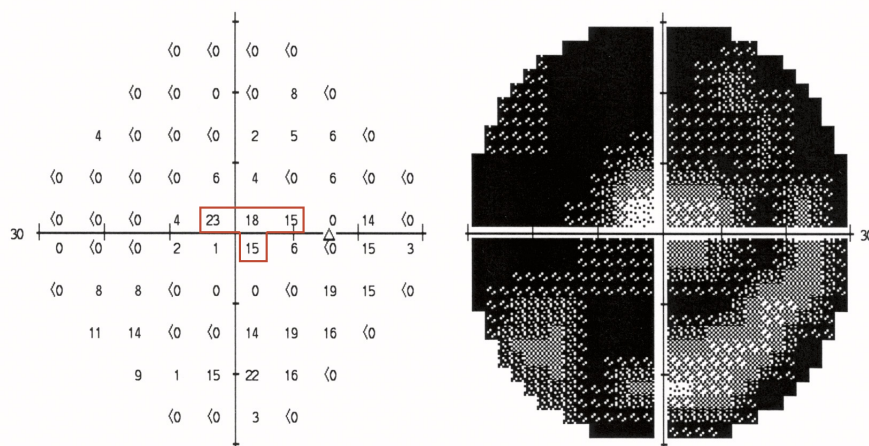 <0 <0 <0 <0
<0 <0 0 <0 8 <0
4 <0 <0 <0 2 5 6 <0
<0 <0 <0 <0 6 4 <0 6 <0 <0
<0 <0 <0 4 23 18 15 0 14 <0
30 30
0 <0 <0 2 1 15 6 <0 15 3
<0 8 8 <0 0 0 <0 19 15 <0
11 14 <0 <0 14 19 16 <0
9 1 15 22 16 <0
<0 <0 3 <0